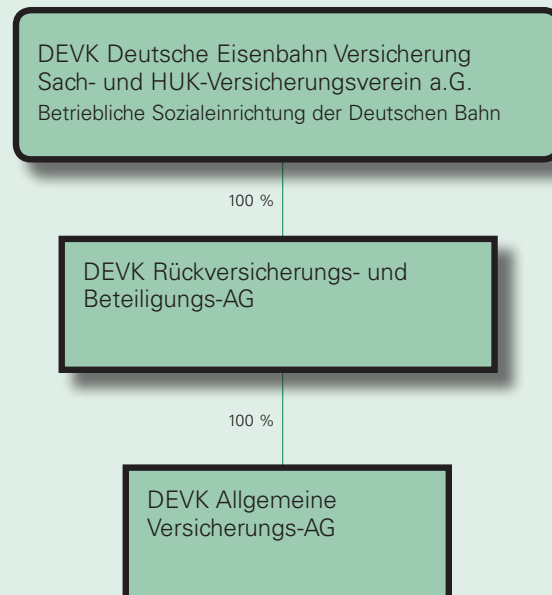 DEVK Deutsche Eisenbahn Versicherung
Sach- und HUK-Versicherungsverein a.G.
Betriebliche Sozialeinrichtung der Deutschen Bahn
100 %
DEVK Rückversicherungs- und
Beteiligungs-AG
100 %
DEVK Allgemeine
Versicherungs-AG